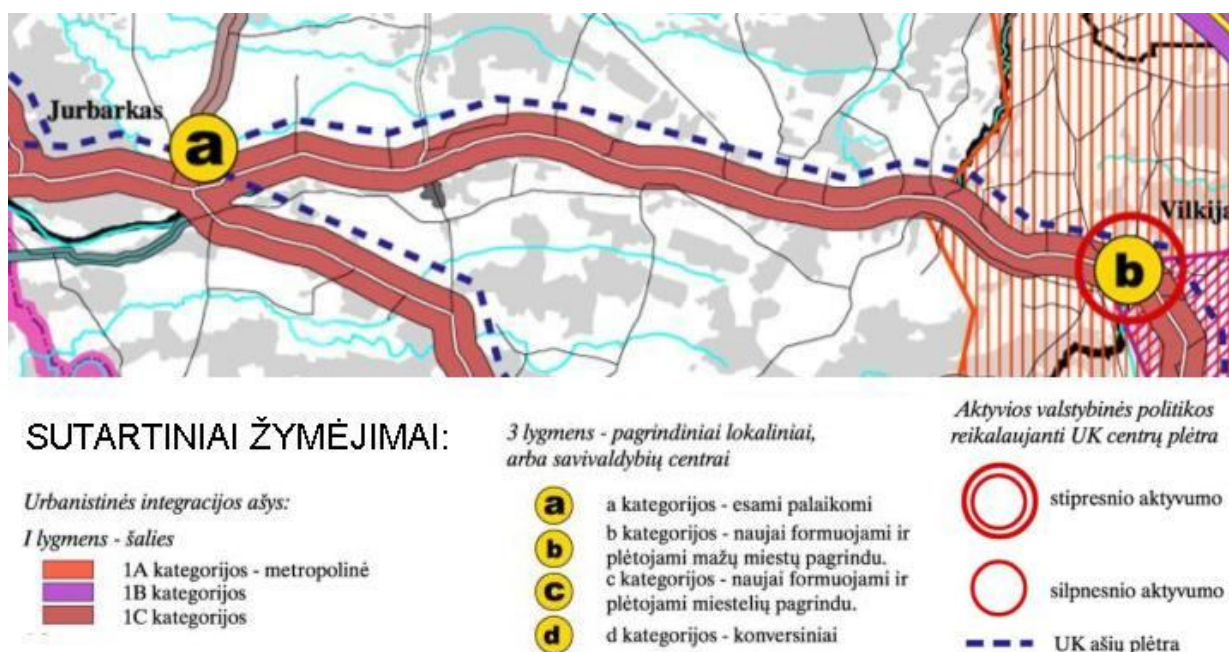 Jurbarkas
a
Vilkija
b
SUTARTINIAI ŽYMĖJIMAI:
Urbanistinės integracijos ašys:
I lygmens - šalies
1A kategorijos - metropolinė
1B kategorijos
1C kategorijos
3 lygmens - pagrindiniai lokaliniai,
arba savivaldybių centrai
a
a kategorijos - esami palaikomi
b
b kategorijos - naujai formuojami ir
plėtojami mažų miestų pagrindu.
c
c kategorijos - naujai formuojami ir
plėtojami miestelių pagrindu.
d
d kategorijos - konversiniai
Aktyvios valstybinės politikos
reikalaujanti UK centrų plėtra
stipresnio aktyvumo
silpnesnio aktyvumo
UK ašių plėtra